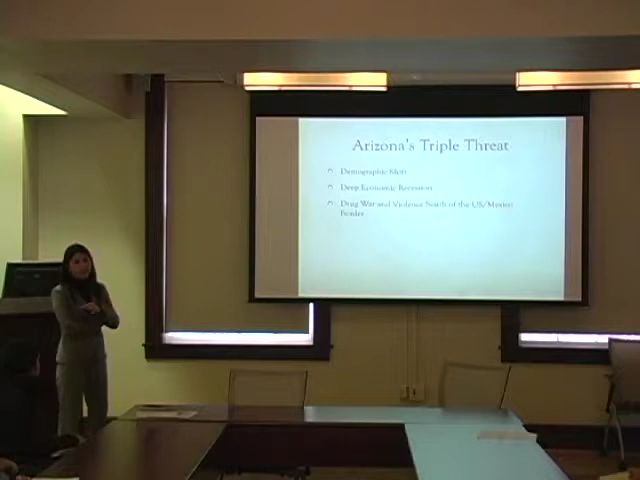 Arizona's Triple Threat
Demographic Shift
Deep Economic Recession
Drug War and Violence South of the US/Mexico
Border